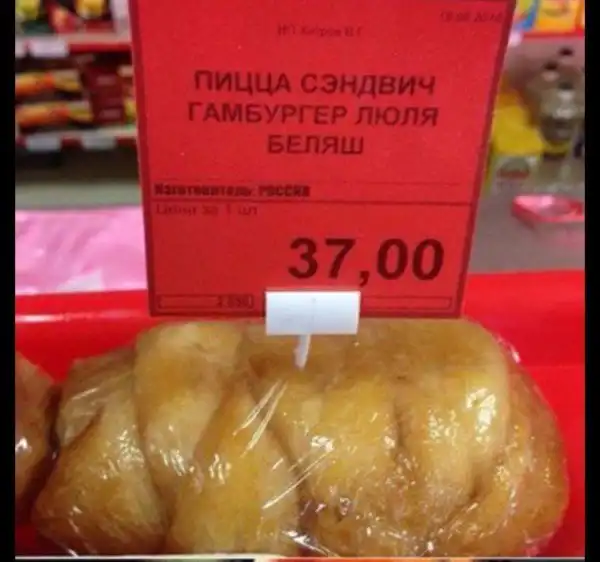 ПИЦЦА СЭНДВИЧ
ГАМБУРГЕР ЛЮЛЯ
БЕЛЯШ
Изготовитель: РОССИЯ
Цена за 1 шт
37,00